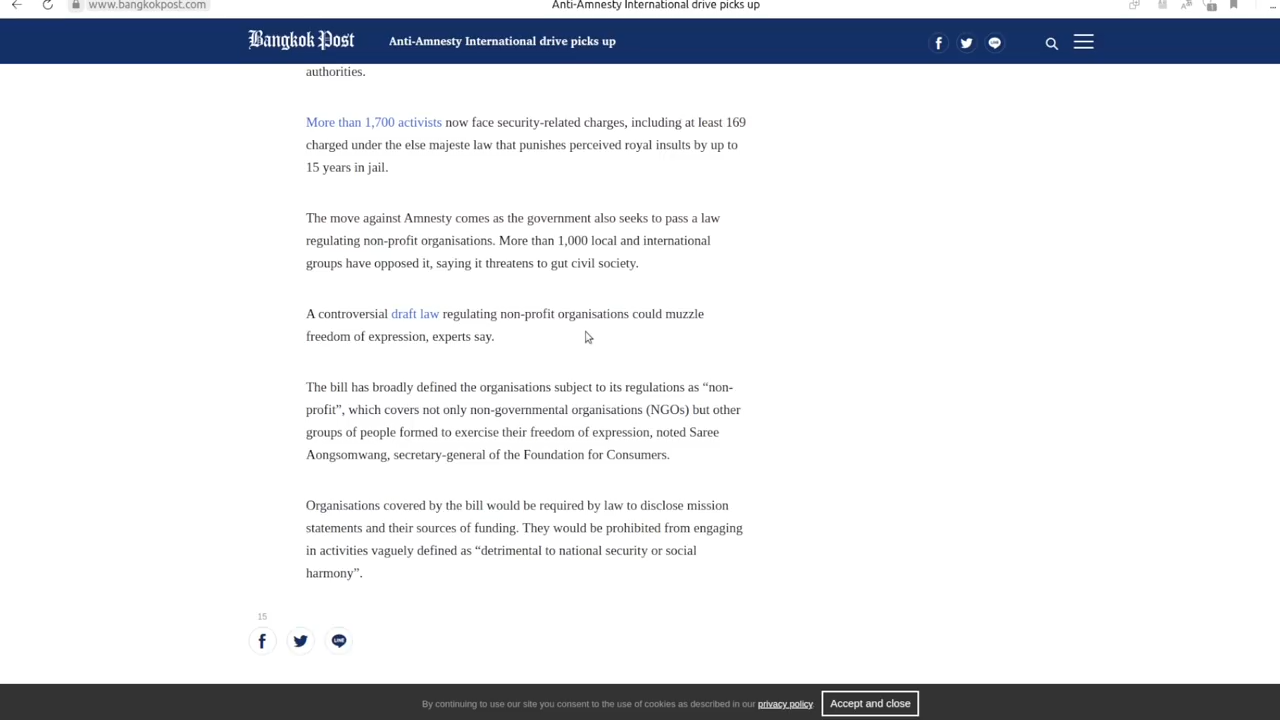 www.bangkokpost.com
Anti-Amnesty International drive picks up
Bangkok Post
Anti-Amnesty International drive picks up
authorities.
More than 1,700 activists now face security-related charges, including at least 169
charged under the else majeste law that punishes perceived royal insults by up to
15 years in jail.
The move against Amnesty comes as the government also seeks to pass a law
regulating non-profit organisations. More than 1,000 local and international
groups have opposed it, saying it threatens to gut civil society.
A controversial draft law regulating non-profit organisations could muzzle
freedom of expression, experts say.
The bill has broadly defined the organisations subject to its regulations as “non-
profit”, which covers not only non-governmental organisations (NGOs) but other
groups of people formed to exercise their freedom of expression, noted Saree
Aongsomwang, secretary-general of the Foundation for Consumers.
Organisations covered by the bill would be required by law to disclose mission
statements and their sources of funding. They would be prohibited from engaging
in activities vaguely defined as “detrimental to national security or social
harmony”.
15
By continuing to use our site you consent to the use of cookies as described in our privacy policy
Accept and close